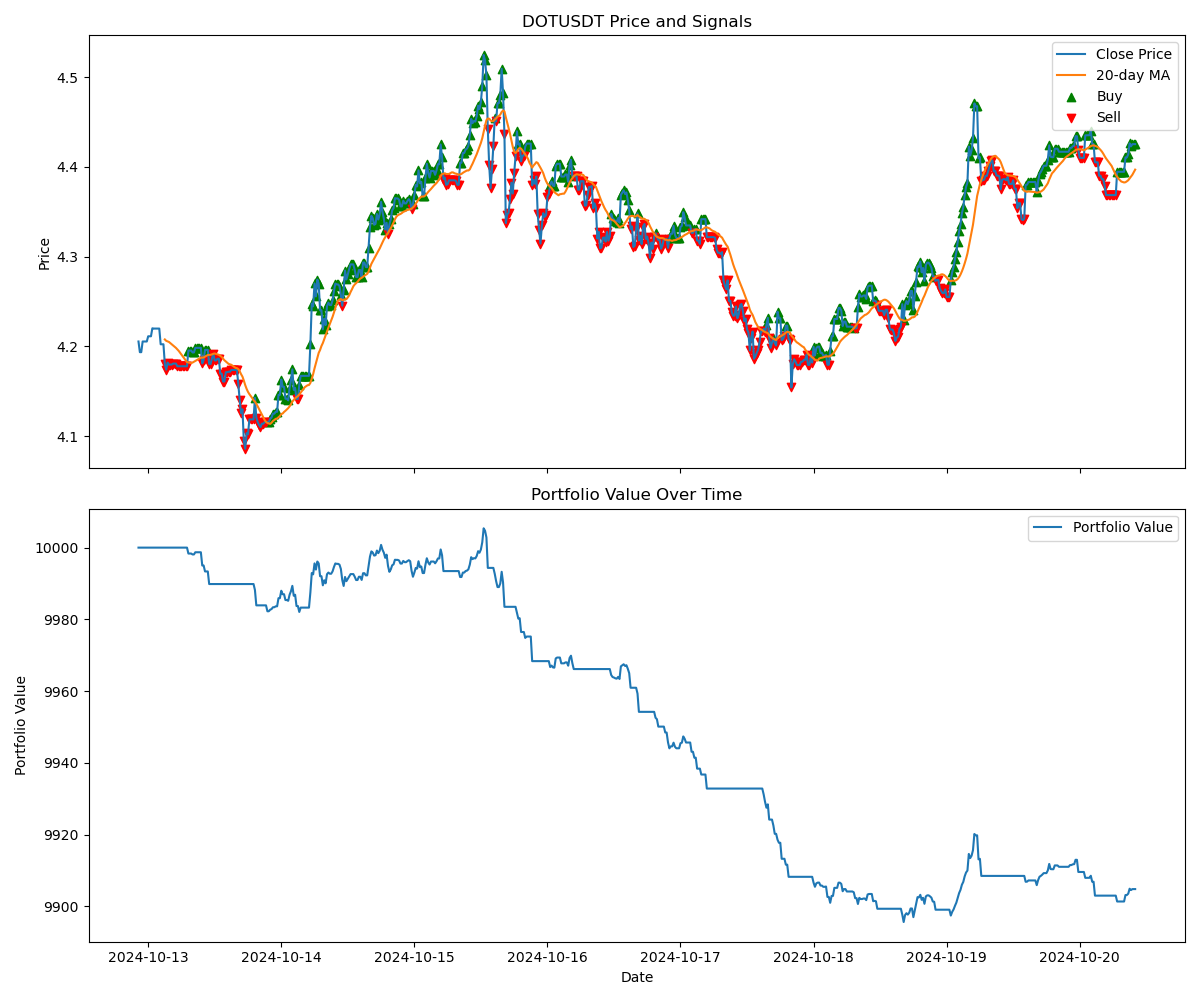 DOTUSDT Price and Signals
Price
4.5
4.4
4.3
4.2
4.1
Close Price
20-day MA
Buy
Sell
Portfolio Value Over Time
Portfolio Value
10000
9980
9960
9940
9920
9900
Portfolio Value
2024-10-13
2024-10-14
2024-10-15
2024-10-16
2024-10-17
2024-10-18
2024-10-19
2024-10-20
Date